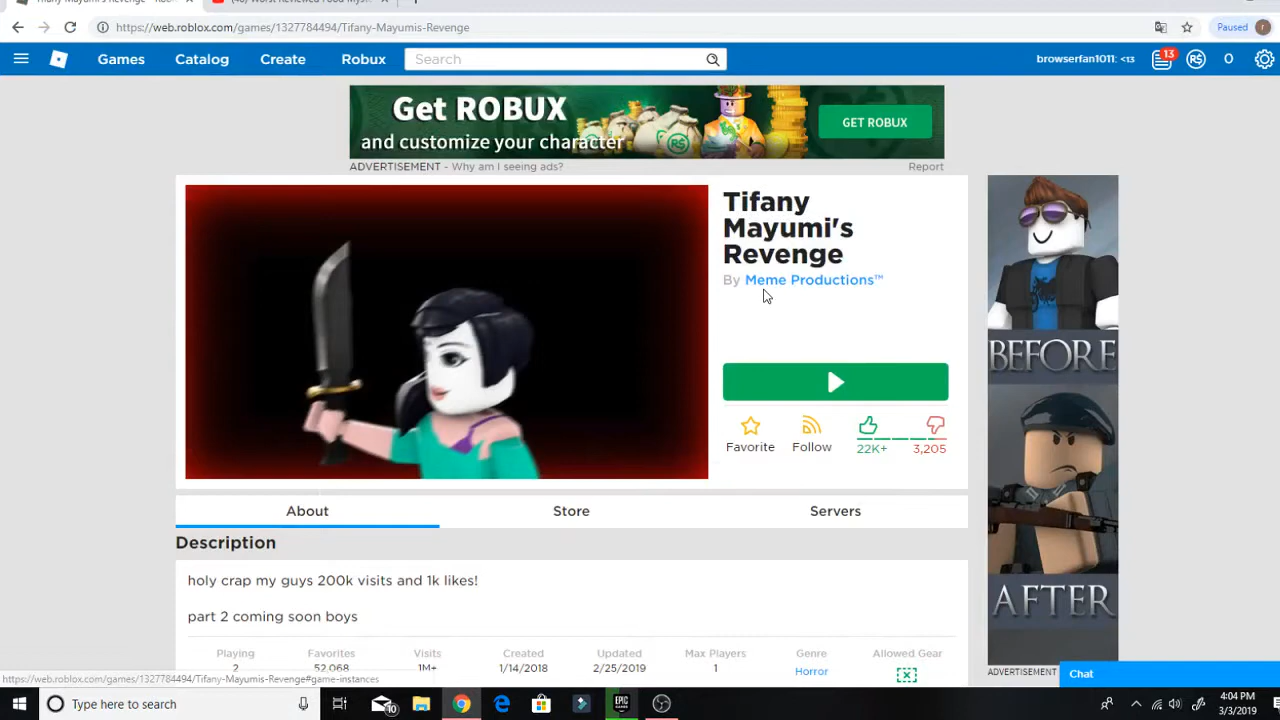 https://web.roblox.com/games/1327784494/Tifany-Mayumis-Revenge
Paused
r
Games
Catalog
Create
Robux
Search
browserfan1011: <13
13
0
Get ROBUX
and customize your character
GET ROBUX
ADVERTISEMENT - Why am I seeing ads?
Report
Tifany
Mayumi's
Revenge
By Meme Productions™
Favorite
Follow
22K+
3,205
BEFORE
AFTER
ADVERTISEMENT
About
Store
Servers
Description
holy crap my guys 200k visits and 1k likes!
part 2 coming soon boys
Playing
Favorites
Visits
Created
Updated
Max Players
Genre
Allowed Gear
2
52,068
1M+
1/14/2018
2/25/2019
1
Horror
https://web.roblox.com/games/1327784494/Tifany-Mayumis-Revenge#game-instances
Chat
Type here to search
10
EPIC
GAMES
4:04 PM
3/3/2019